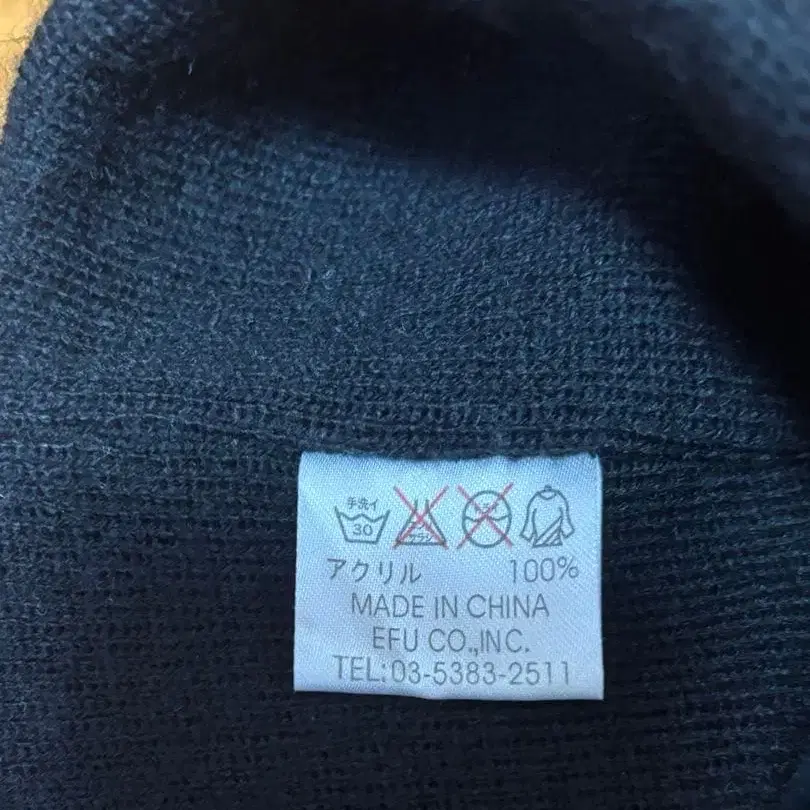 手洗イ
30
アクリル 100%
MADE IN CHINA
EFU CO.,INC.
TEL:03-5383-2511